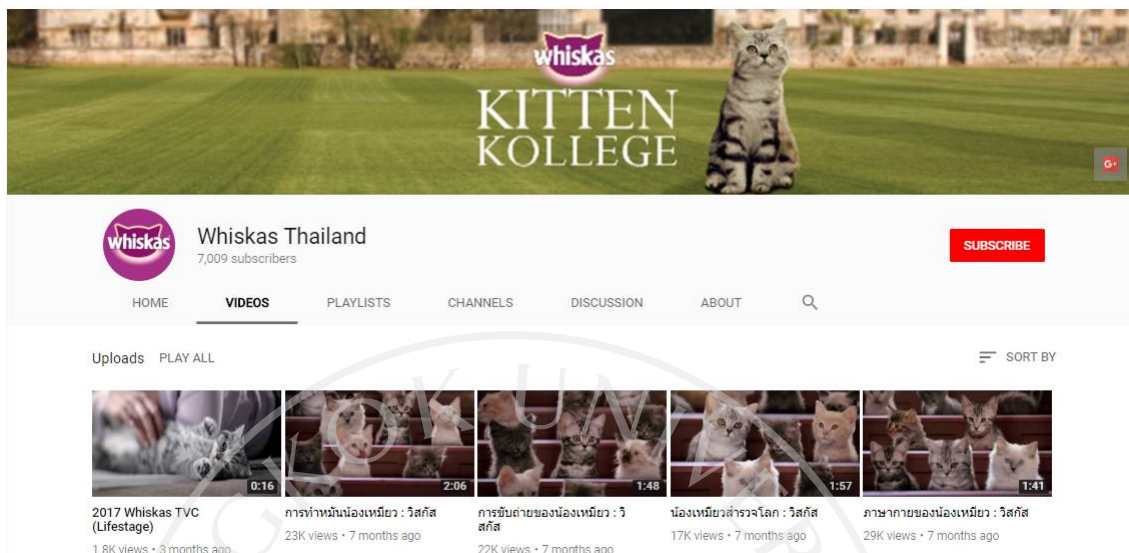 whiskas
KITTEN
KOLLEGE
G+
whiskas
Whiskas Thailand
7,009 subscribers
SUBSCRIBE
HOME VIDEOS PLAYLISTS CHANNELS DISCUSSION ABOUT
Uploads PLAY ALL SORT BY
0:16 2:06 1:48 1:57 1:41
2017 Whiskas TVC
(Lifestage)
1.8K views • 3 months ago
การทำหมันน้องเหมียว : วิสกัส
23K views • 7 months ago
การขับถ่ายของน้องเหมียว : วิ
สกัส
22K views • 7 months ago
น้องเหมียวสำรวจโลก : วิสกัส
17K views • 7 months ago
ภาษากายของน้องเหมียว : วิสกัส
29K views • 7 months ago